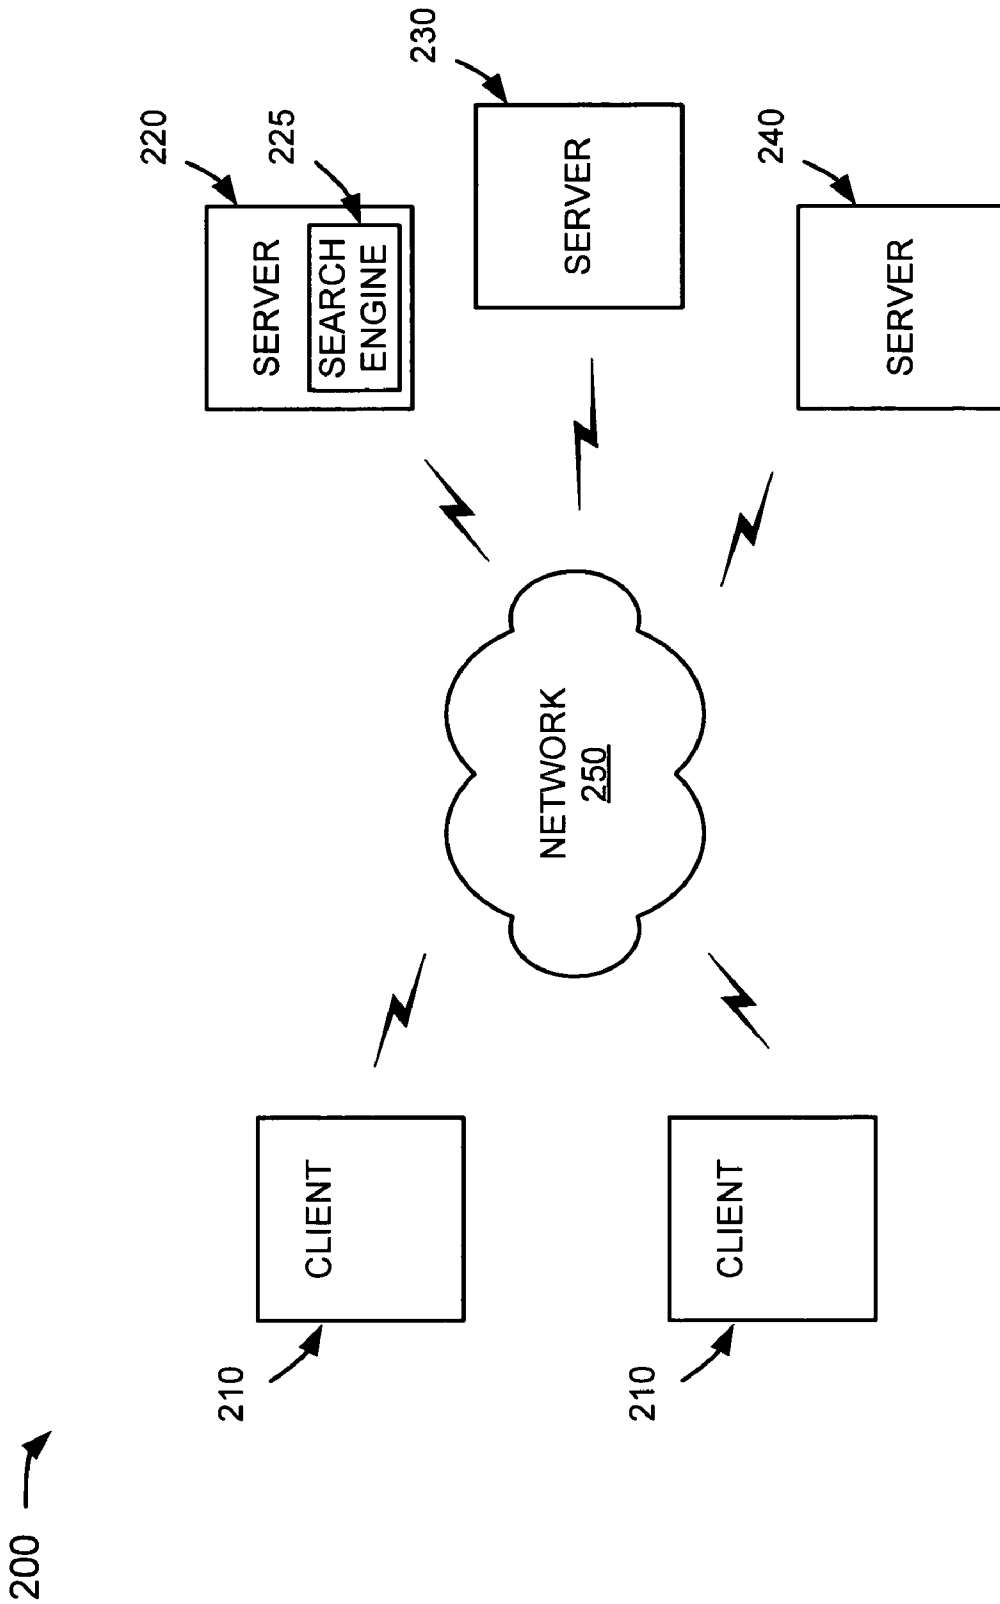 200
210
CLIENT
210
CLIENT
NETWORK
250
220
SERVER
225
SEARCH
ENGINE
230
SERVER
240
SERVER